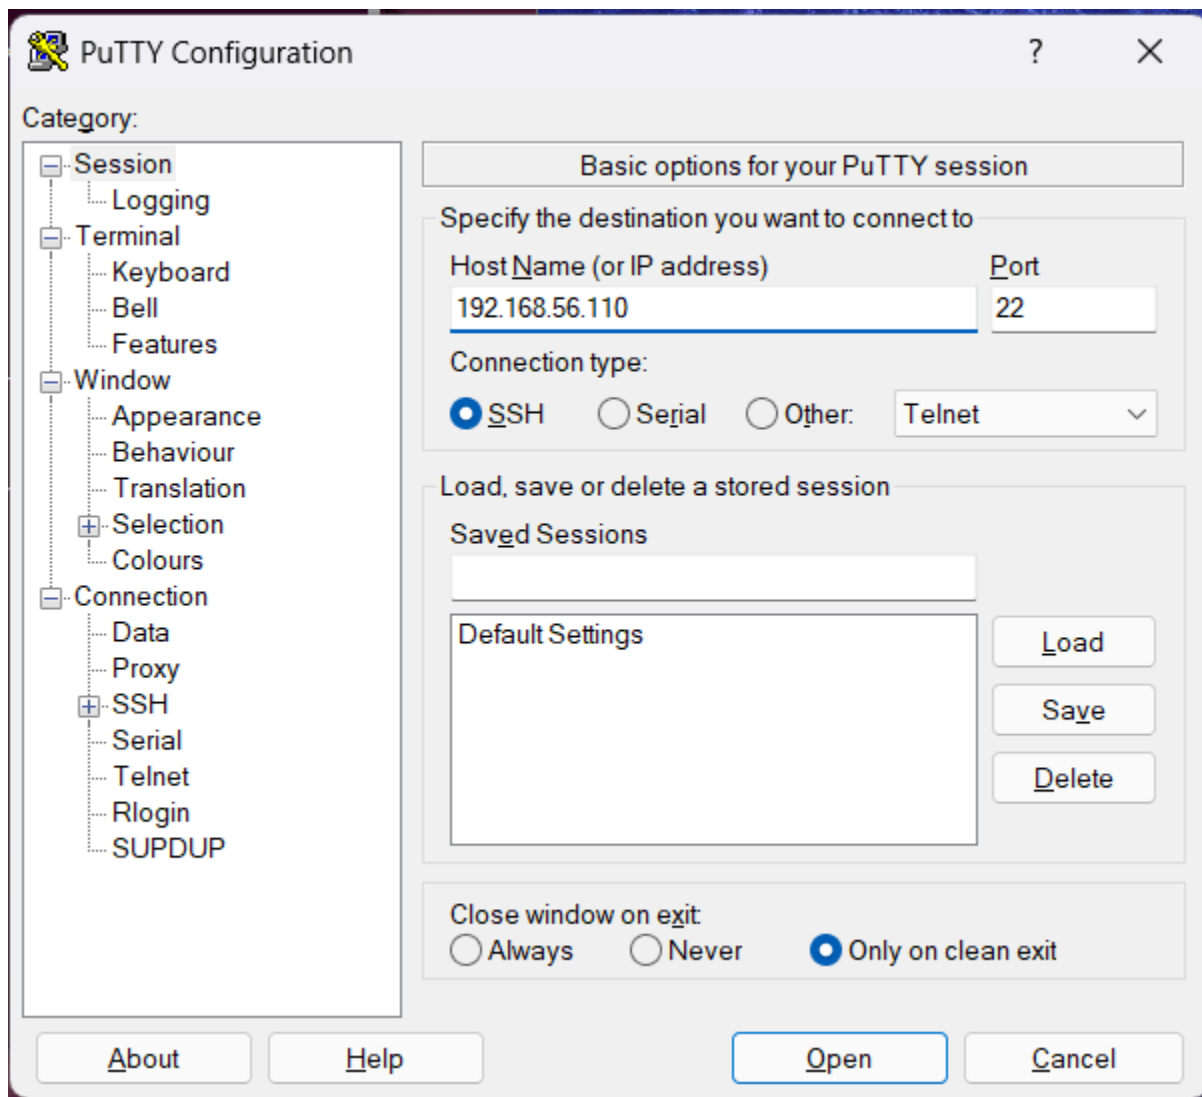 PuTTY Configuration
?
Category:
Session
Logging
Terminal
Keyboard
Bell
Features
Window
Appearance
Behaviour
Translation
Selection
Colours
Connection
Data
Proxy
SSH
Serial
Telnet
Rlogin
SUPDUP
Basic options for your PuTTY session
Specify the destination you want to connect to
Host Name (or IP address) Port
192.168.56.110 22
Connection type:
SSH Serial Other: Telnet
Load, save or delete a stored session
Saved Sessions
Default Settings
Load
Save
Delete
Close window on exit:
Always Never Only on clean exit
About Help Open Cancel